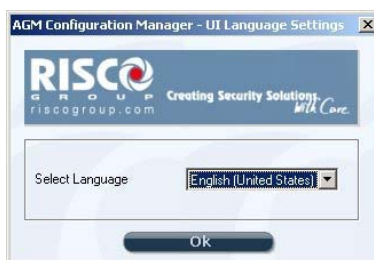 AGM Configuration Manager - UI Language Settings
RISCO
GROUP
riscogroup.com
Creating Security Solutions.
With Care.
Select Language
English (United States)
Ok